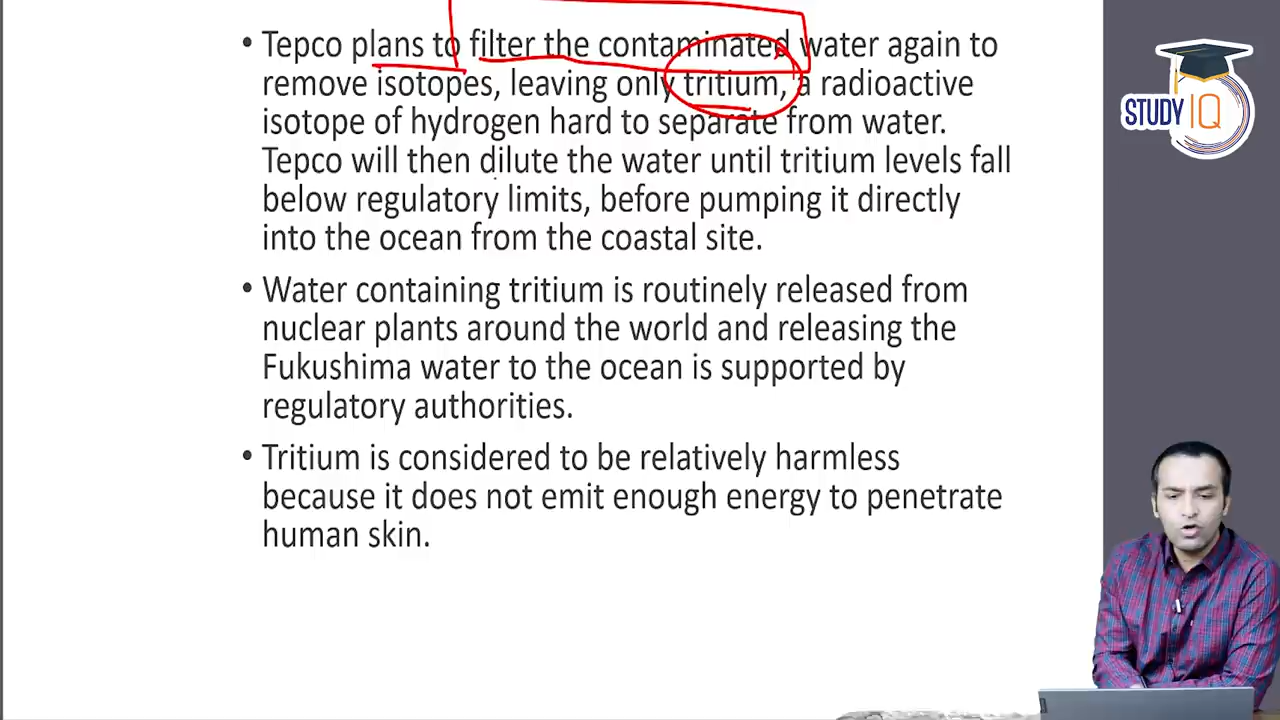 • Tepco plans to filter the contaminated water again to
remove isotopes, leaving only tritium, a radioactive
isotope of hydrogen hard to separate from water.
Tepco will then dilute the water until tritium levels fall
below regulatory limits, before pumping it directly
into the ocean from the coastal site.
• Water containing tritium is routinely released from
nuclear plants around the world and releasing the
Fukushima water to the ocean is supported by
regulatory authorities.
• Tritium is considered to be relatively harmless
because it does not emit enough energy to penetrate
human skin.
STUDY IQ